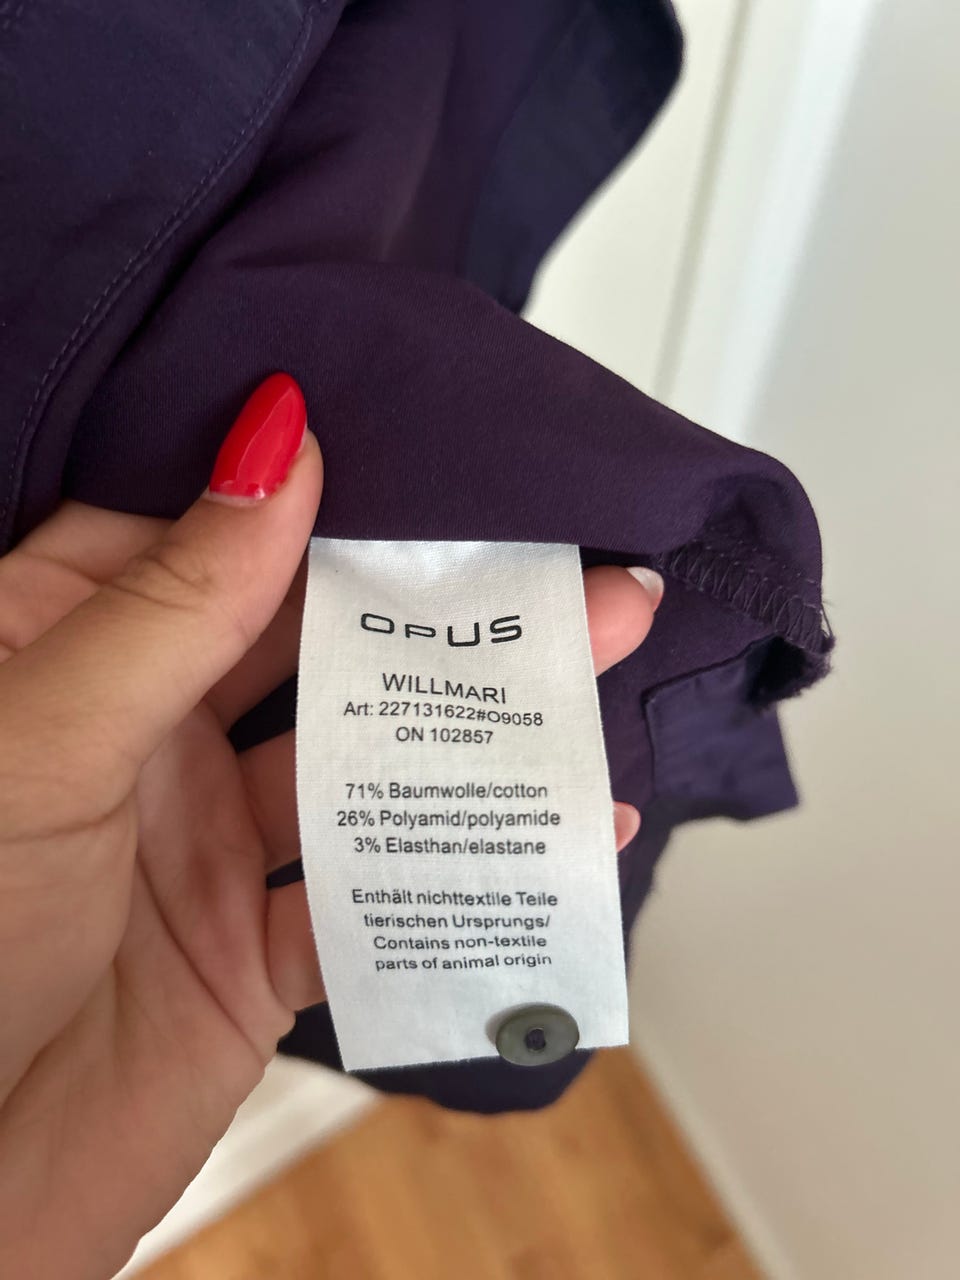 OPUS
WILLMARI
Art: 227131622#O9058
ON 102857
71% Baumwolle/cotton
26% Polyamid/polyamide
3% Elasthan/elastane
Enthält nichttextile Teile
tierischen Ursprungs/
Contains non-textile
parts of animal origin